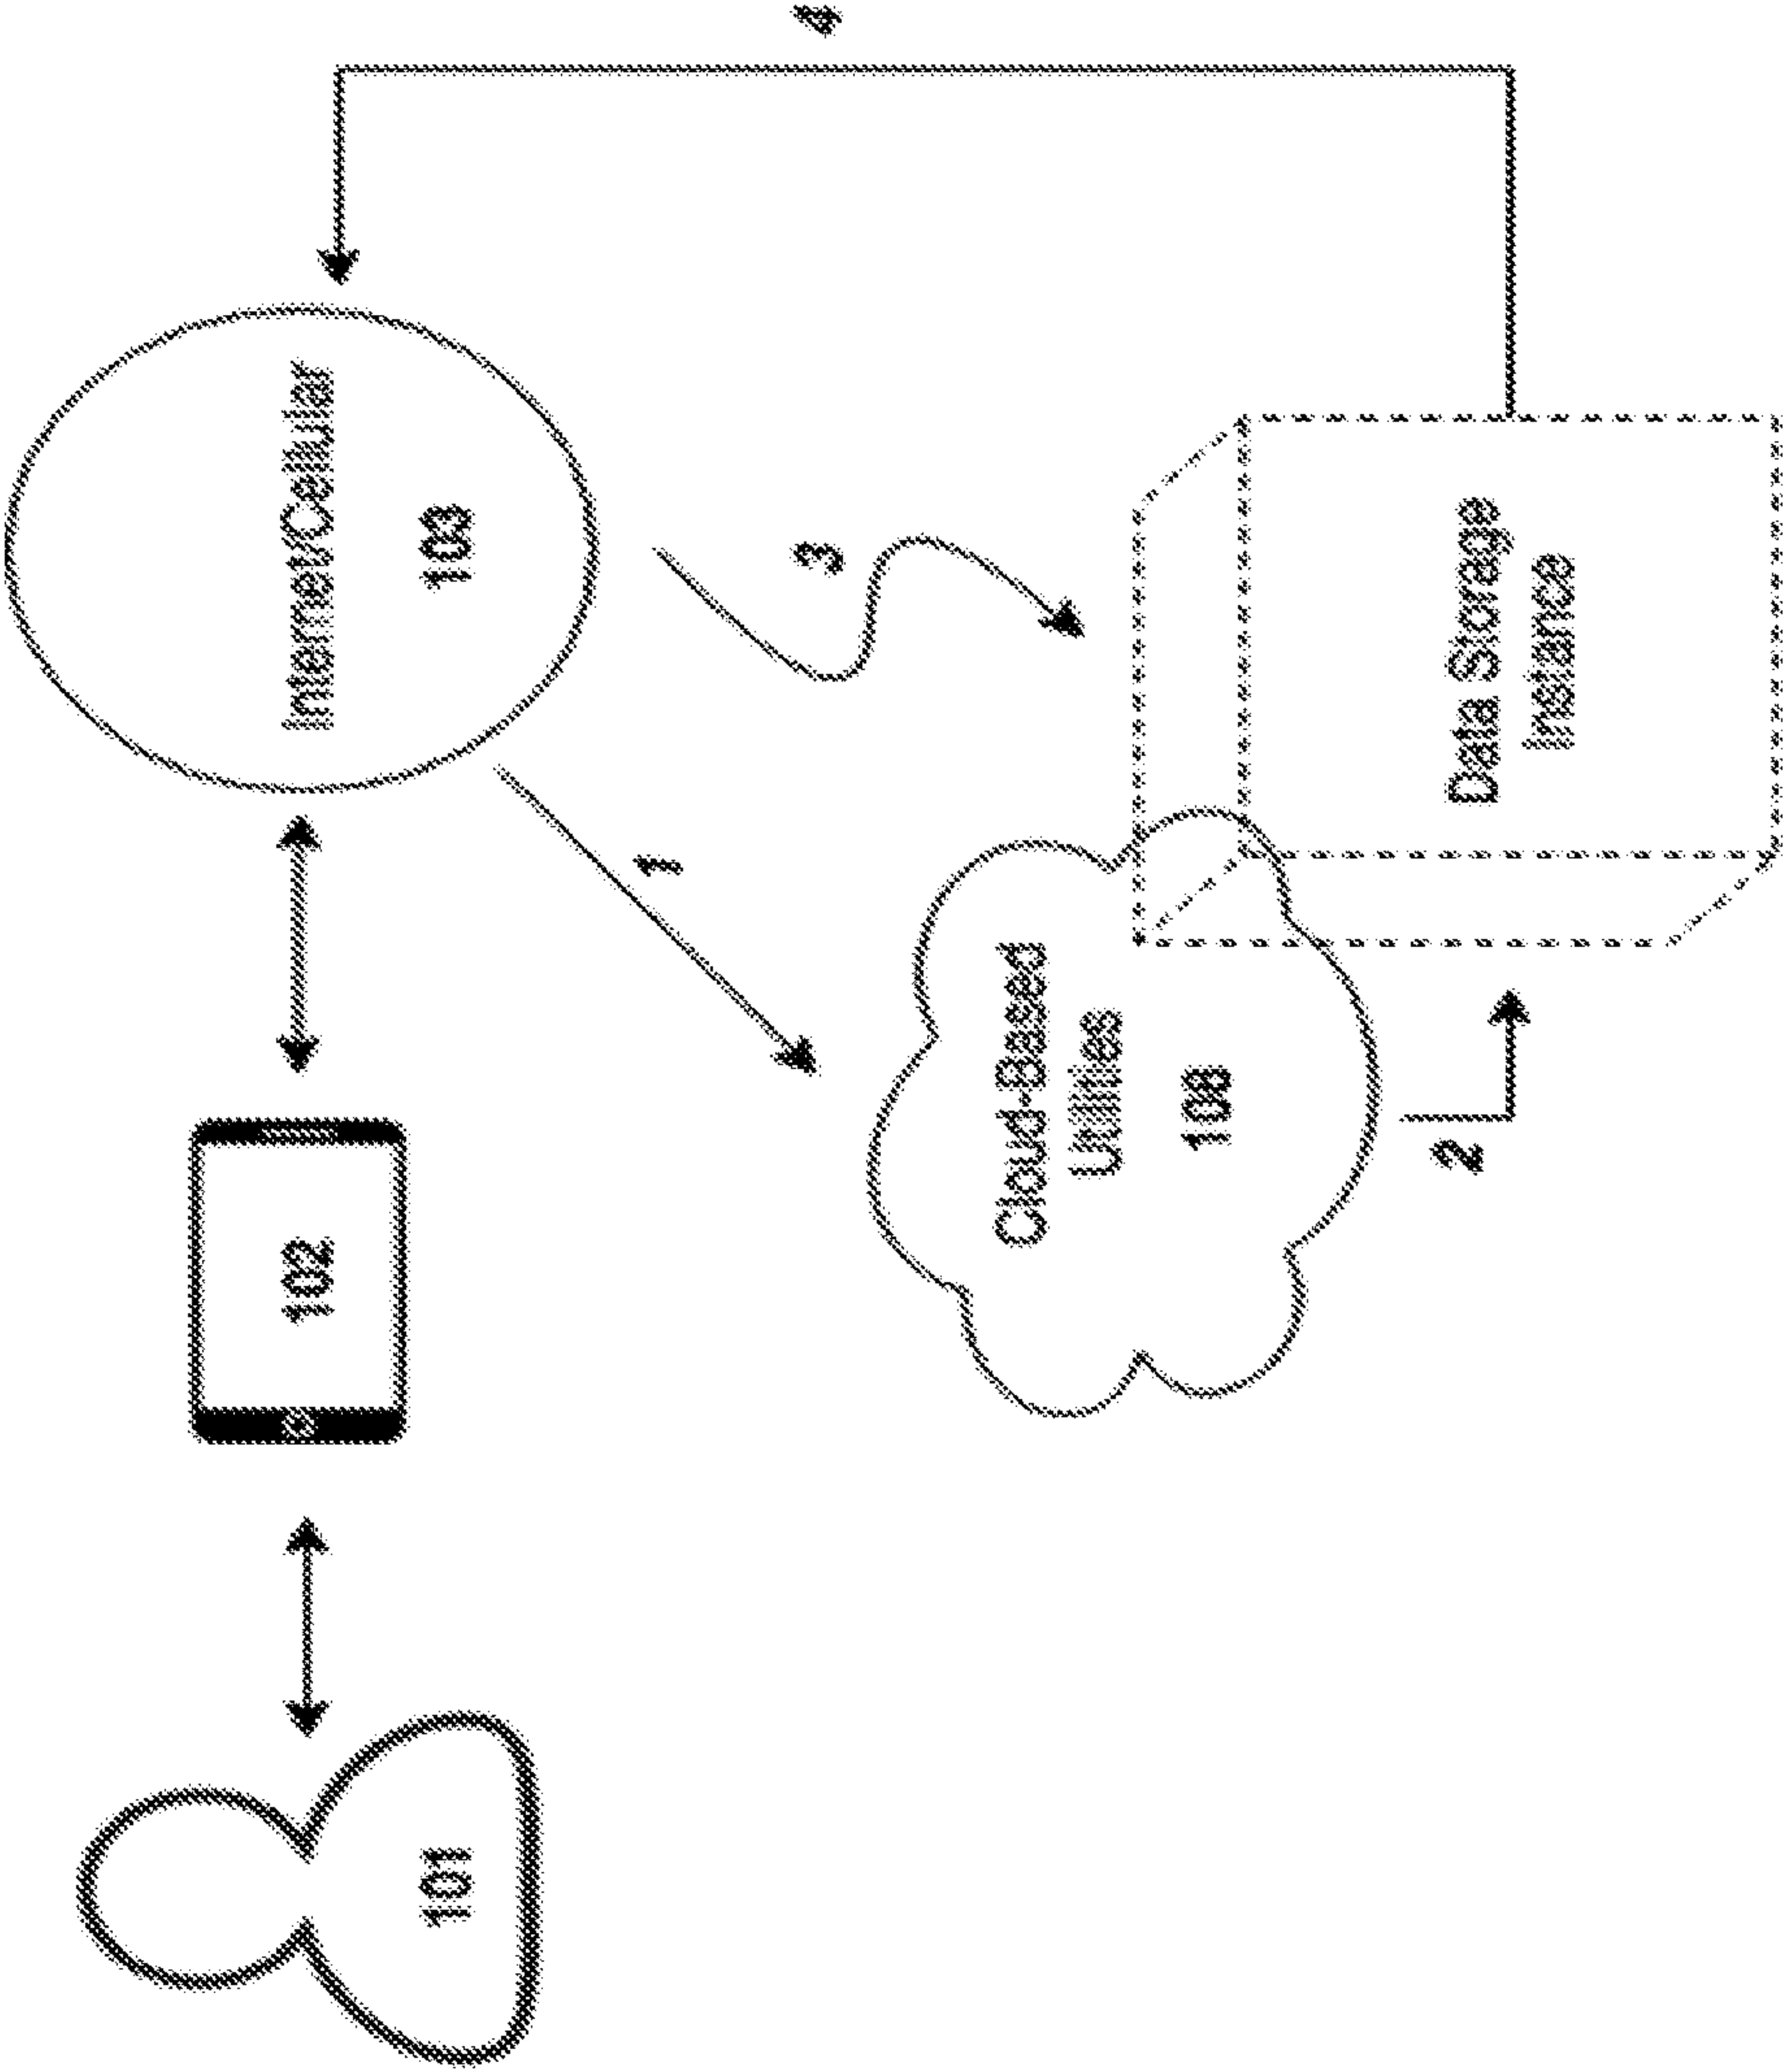 101
102
Internet/Cellular
103
1
3
4
Cloud-Based
Utilities
108
2
Data Storage
Instance